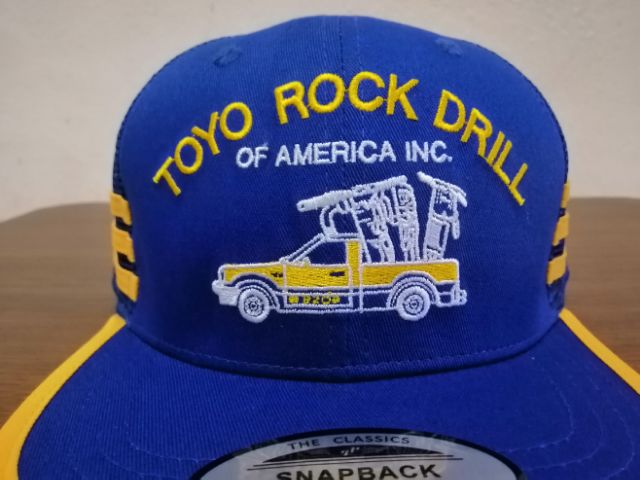 TOYO ROCK DRILL
OF AMERICA INC.
THE CLASSICS
SNAPBACK